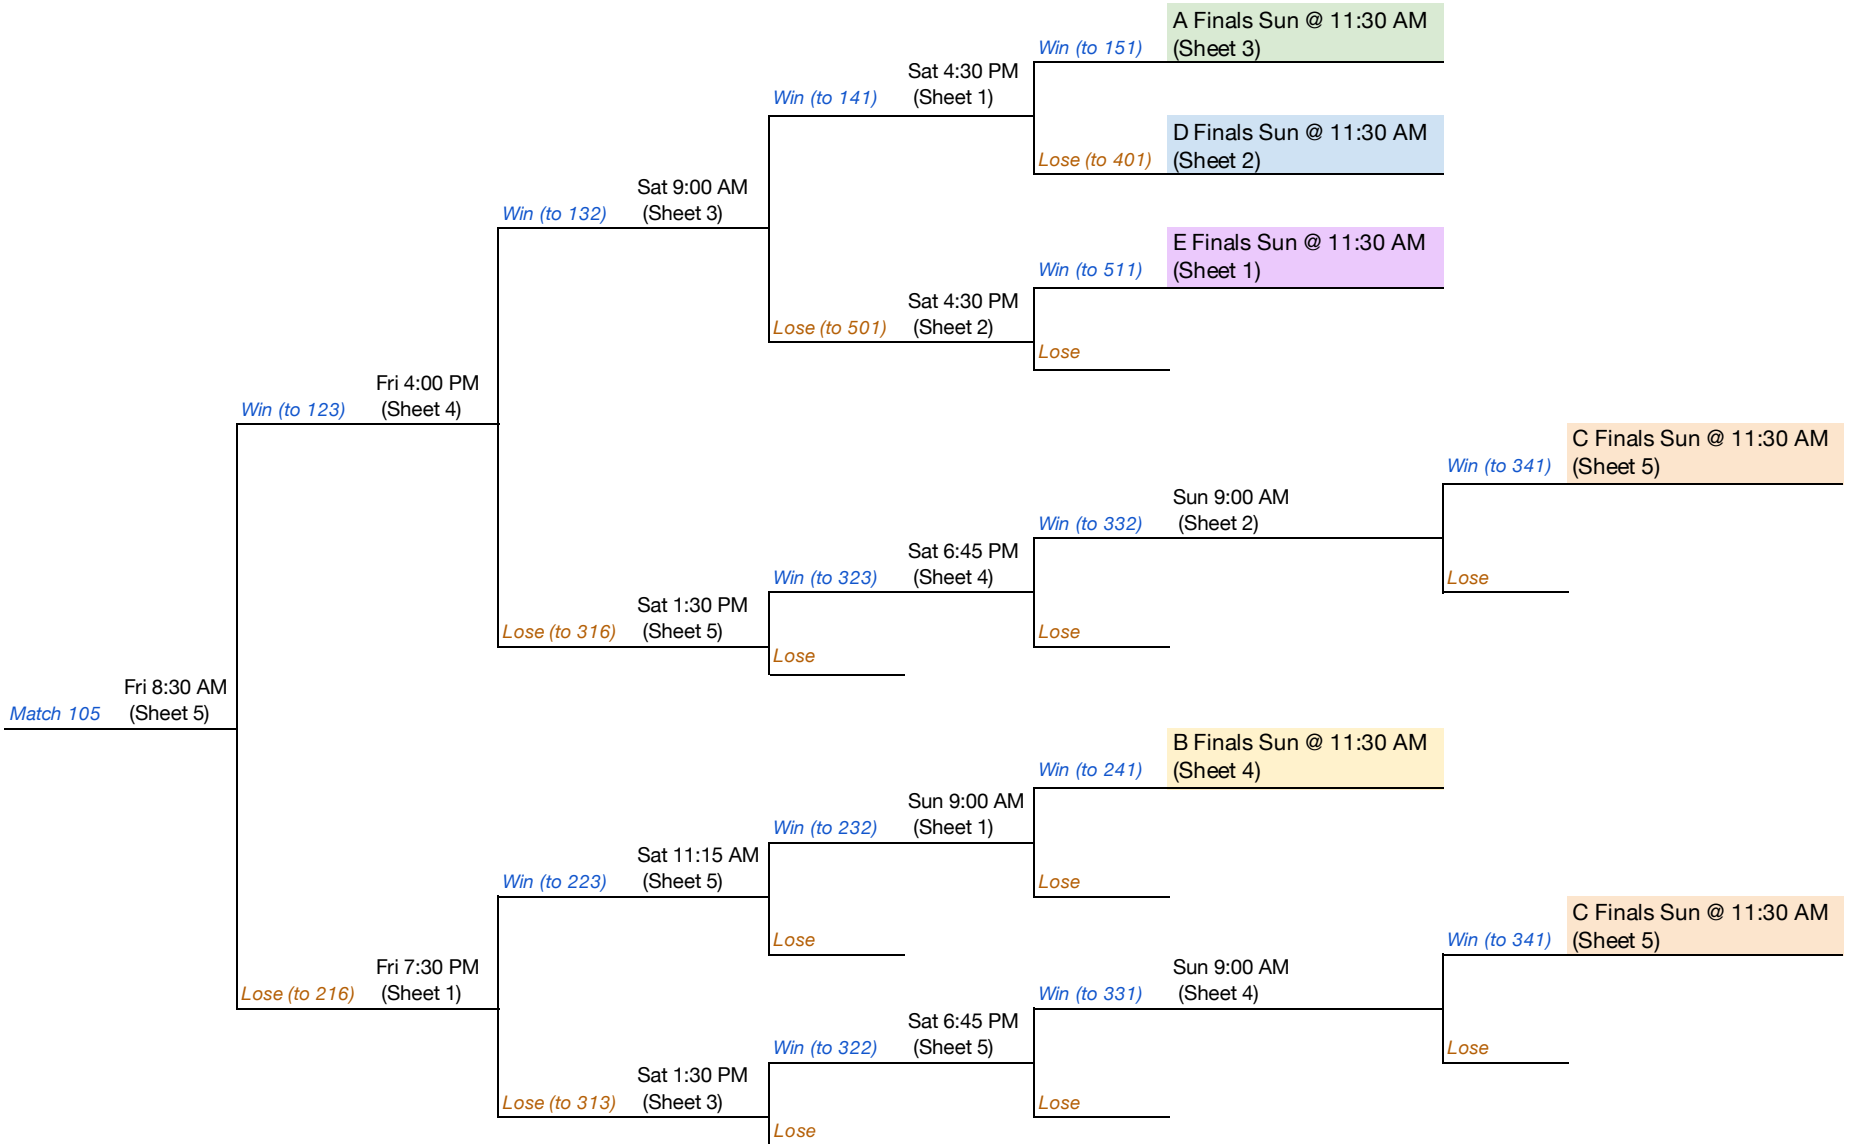 A Finals Sun @ 11:30 AM
Win (to 151)
(Sheet 3)
Sat 4:30 PM
Win (to 141)
(Sheet 1)
D Finals Sun @ 11:30 AM
Lose (to 401)
(Sheet 2)
Sat 9:00 AM
Win (to 132)
(Sheet 3)
E Finals Sun @ 11:30 AM
Win (to 511)
(Sheet 1)
Sat 4:30 PM
Lose (to 501)
(Sheet 2)
Lose
Fri 4:00 PM
Win (to 123)
(Sheet 4)
C Finals Sun @ 11:30 AM
Win (to 341)
(Sheet 5)
Sun 9:00 AM
Win (to 332)
(Sheet 2)
Sat 6:45 PM
Win (to 323)
(Sheet 4)
Lose
Sat 1:30 PM
Lose (to 316)
(Sheet 5)
Lose
Lose
Fri 8:30 AM
Match 105
(Sheet 5)
B Finals Sun @ 11:30 AM
Win (to 241)
(Sheet 4)
Sun 9:00 AM
Win (to 232)
(Sheet 1)
Sat 11:15 AM
Win (to 223)
(Sheet 5)
Lose
Lose
C Finals Sun @ 11:30 AM
Win (to 341)
(Sheet 5)
Fri 7:30 PM
Lose (to 216)
(Sheet 1)
Sun 9:00 AM
Win (to 331)
(Sheet 4)
Sat 6:45 PM
Win (to 322)
(Sheet 5)
Lose
Sat 1:30 PM
Lose (to 313)
(Sheet 3)
Lose
Lose